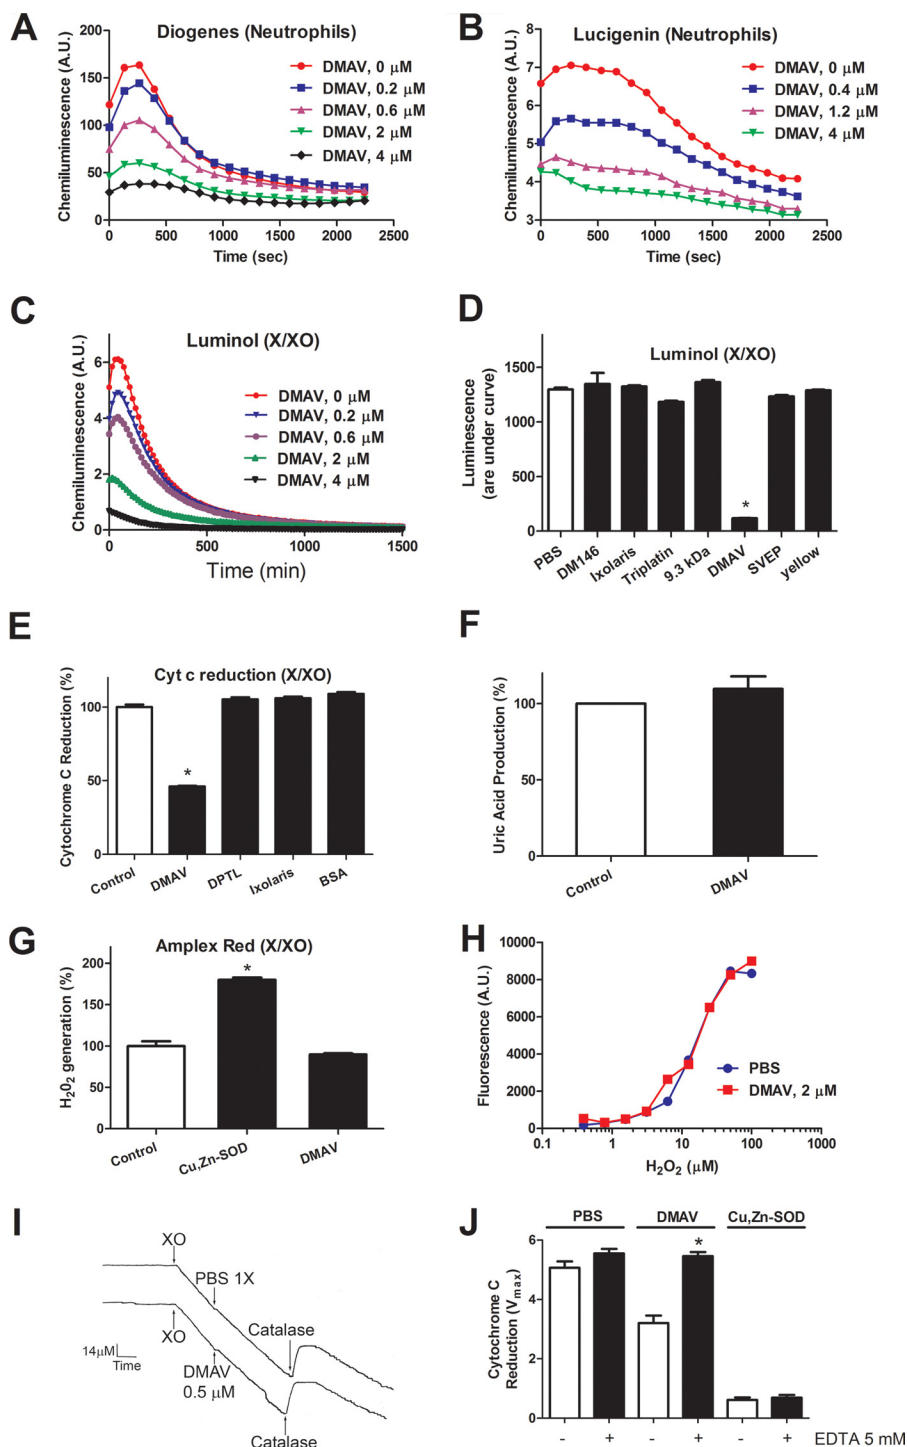 A
Diogenes (Neutrophils)
Chemiluminescence (A.U.)
200
150
100
50
0
DMAV, 0 μM
DMAV, 0.2 μM
DMAV, 0.6 μM
DMAV, 2 μM
DMAV, 4 μM
0 500 1000 1500 2000 2500
Time (sec)
B
Lucigenin (Neutrophils)
Chemiluminescence (A.U.)
8
7
6
5
4
3
DMAV, 0 μM
DMAV, 0.4 μM
DMAV, 1.2 μM
DMAV, 4 μM
0 500 1000 1500 2000 2500
Time (sec)
C
Luminol (X/XO)
Chemiluminescence (A.U.)
6
4
2
0
DMAV, 0 μM
DMAV, 0.2 μM
DMAV, 0.6 μM
DMAV, 2 μM
DMAV, 4 μM
0 500 1000 1500
Time (min)
D
Luminol (X/XO)
Luminescence
(are under curve)
1500
1000
500
0
*
PBS DM146 Ixolaris Triplatin 9.3 kDa DMAV SVEP yellow
E
Cyt c reduction (X/XO)
Cytochrome C Reduction (%)
100
50
0
*
Control DMAV DPTL Ixolaris BSA
F
Uric Acid Production (%)
100
50
0
Control DMAV
G
Amplex Red (X/XO)
H₂0₂ generation (%)
200
150
100
50
0
*
Control Cu,Zn-SOD DMAV
H
Fluorescence (A.U.)
10000
8000
6000
4000
2000
0
PBS
DMAV, 2 μM
0.1 1 10 100 1000
H₂O₂ (μM)
I
XO
PBS 1X
Catalase
XO
14μM
Time
DMAV
0.5 μM
Catalase
J
PBS DMAV Cu,Zn-SOD
Cytochrome C
Reduction (Vmax)
6
4
2
0
*
- + - + - + EDTA 5 mM